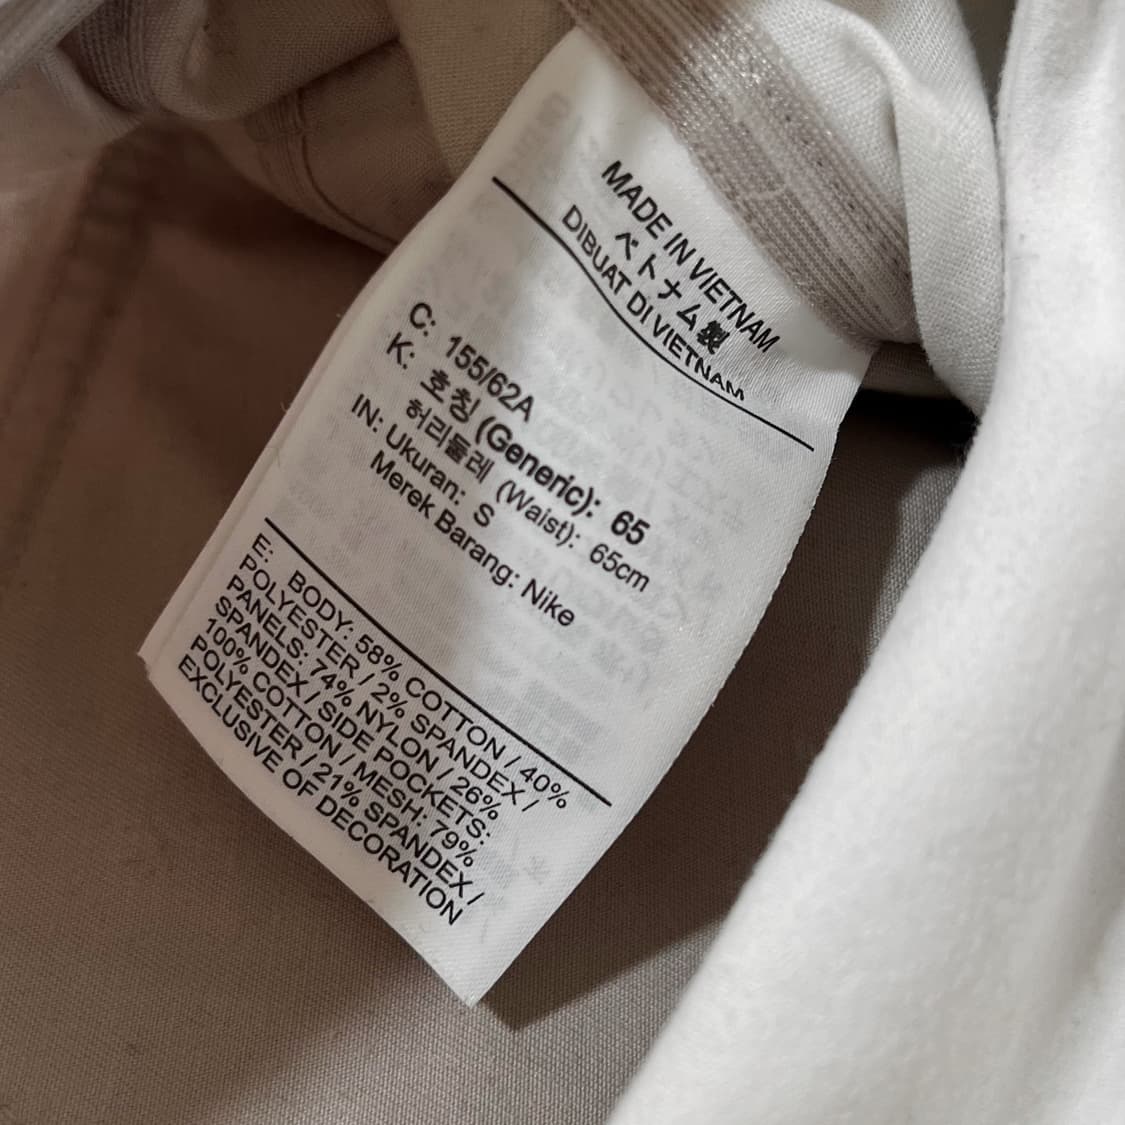 MADE IN VIETNAM
ベトナム製
DIBUAT DI VIETNAM
C: 155/62A
K: 호칭 (Generic): 65
허리둘레 (Waist): 65cm
IN: Ukuran: S
Merek Barang: Nike
E: BODY: 58% COTTON / 40%
POLYESTER / 2% SPANDEX /
PANELS: 74% NYLON / 26%
SPANDEX / SIDE POCKETS:
100% COTTON / MESH: 79%
POLYESTER / 21% SPANDEX /
EXCLUSIVE OF DECORATION